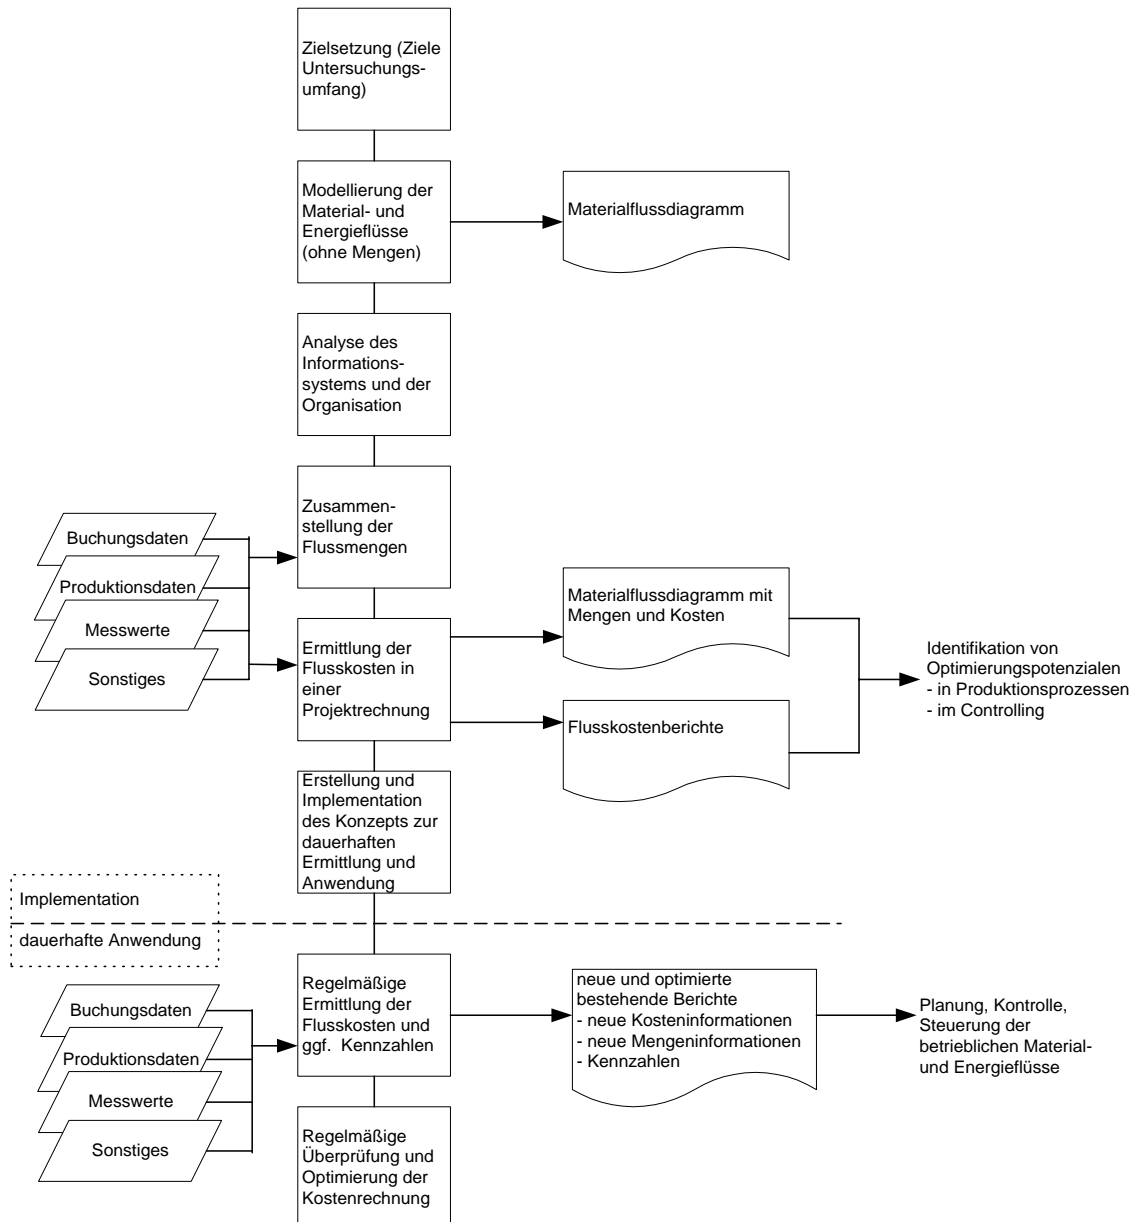 Zielsetzung (Ziele
Untersuchungs-
umfang)
Modellierung der
Material- und
Energieflüsse
(ohne Mengen)
Materialflussdiagramm
Analyse des
Informations-
systems und der
Organisation
Zusammen-
stellung der
Flussmengen
Buchungsdaten
Produktionsdaten
Messwerte
Sonstiges
Ermittlung der
Flusskosten in
einer
Projektrechnung
Materialflussdiagramm mit
Mengen und Kosten
Flusskostenberichte
Identifikation von
Optimierungspotenzialen
- in Produktionsprozessen
- im Controlling
Erstellung und
Implementation
des Konzepts zur
dauerhaften
Ermittlung und
Anwendung
Implementation
dauerhafte Anwendung
Buchungsdaten
Produktionsdaten
Messwerte
Sonstiges
Regelmäßige
Ermittlung der
Flusskosten und
ggf. Kennzahlen
neue und optimierte
bestehende Berichte
- neue Kosteninformationen
- neue Mengeninformationen
- Kennzahlen
Planung, Kontrolle,
Steuerung der
betrieblichen Material-
und Energieflüsse
Regelmäßige
Überprüfung und
Optimierung der
Kostenrechnung